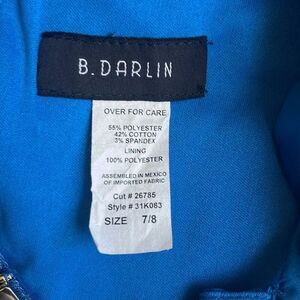 B.DARLIN
OVER FOR CARE
55% POLYESTER
42% COTTON
3% SPANDEX
LINING
100% POLYESTER
ASSEMBLED IN MEXICO
OF IMPORTED FABRIC
Cut # 26785
Style # 31K083
SIZE 7/8